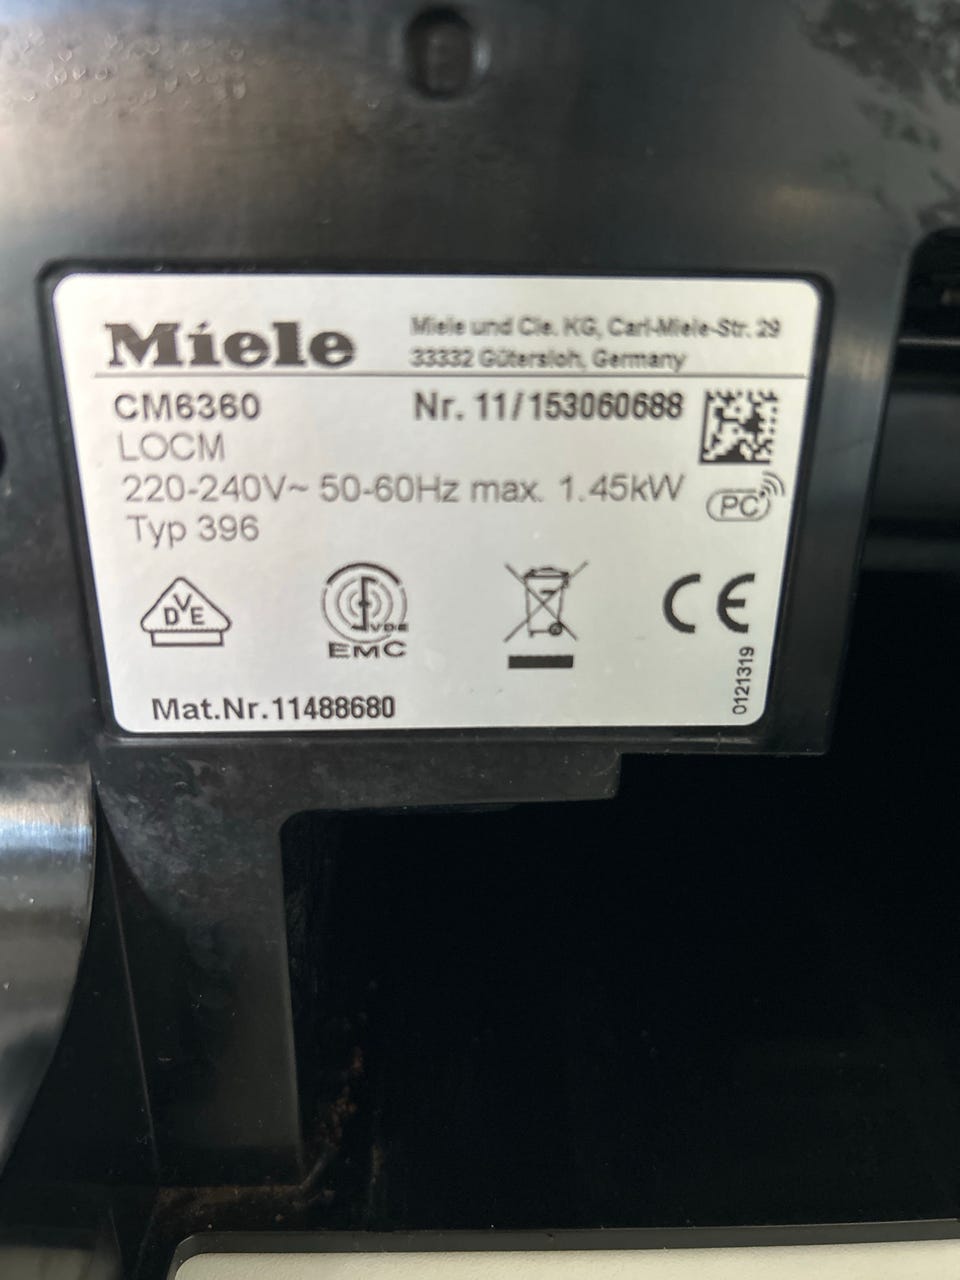 Miele
Miele und Cie. KG, Carl-Miele-Str. 29
33332 Gütersloh, Germany
CM6360
Nr. 11/153060688
LOCM
220-240V~ 50-60Hz max. 1.45kW
PC
Typ 396
DVE
VDE
EMC
CE
0121319
Mat.Nr.11488680